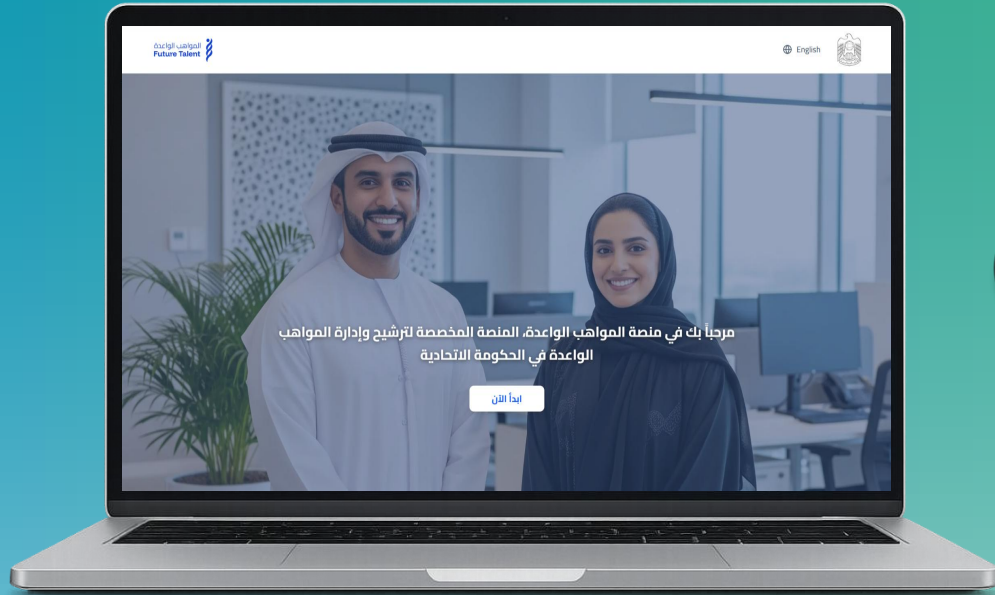 المواهب الواعدة
Future Talent
English
مرحباً بك في منصة المواهب الواعدة، المنصة المخصصة لترشيح وإدارة المواهب
الواعدة في الحكومة الاتحادية
ابدأ الآن